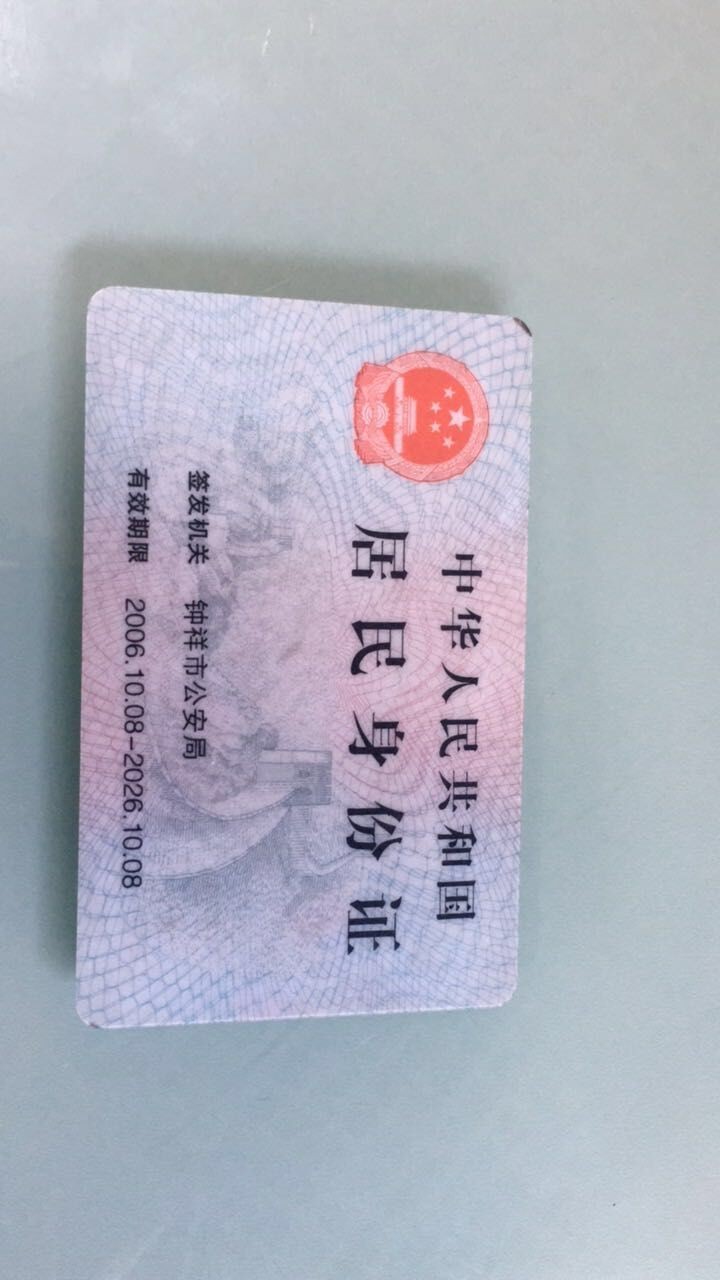 中华人民共和国
居民身份证
签发机关 钟祥市公安局
有效期限 2006.10.08-2026.10.08